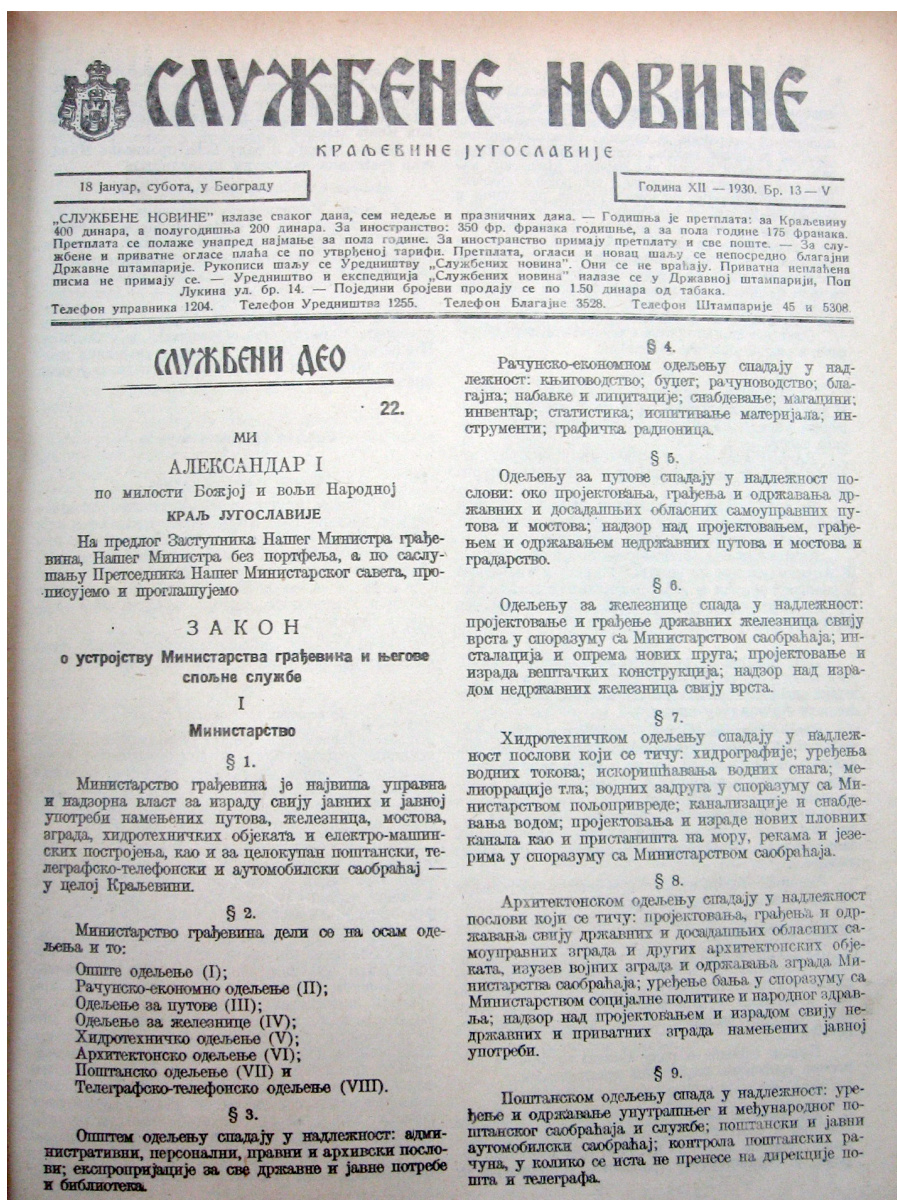 СЛУЖБЕНЕ НОВИНЕ
КРАЉЕВИНЕ ЈУГОСЛАВИЈЕ
18 јануар, субота, у Београду
Година XII — 1930. Бр. 13 — V
„СЛУЖБЕНЕ НОВИНЕ" излазе сваког дана, сем недеље и празничних дана. — Годишња је претплата: за Краљевину
400 динара, а полугодишња 200 динара. За иностранство: 350 фр. франака годишње, а за пола године 175 франака.
Претплата се полаже унапред најмање за пола године. За иностранство примају претплату и све поште. — За слу-
жбене и приватне огласе плаћа се по утврђеној тарифи. Претплата, огласи и новац шаљу се непосредно благајни
Државне штампарије. Рукописи шаљу се Уредништву „Службених новина". Они се не враћају. Приватна неплаћена
писма не примају се. — Уредништво и експедиција „Службених новина" налазе се у Државној штампарији, Поп
Лукина ул. бр. 14. — Поједини бројеви продају се по 1.50 динара од табака.
Телефон управника 1204. Телефон Уредништва 1255. Телефон Благајне 3528. Телефон Штампарије 45 и 5308.
СЛУЖБЕНИ ДЕО
22.
МИ
АЛЕКСАНДАР I
по милости Божјој и вољи Народној
КРАЉ ЈУГОСЛАВИЈЕ
На предлог Заступника Нашег Министра грађе-
вина, Нашег Министра без портфеља, а по саслу-
шању Претседника Нашег Министарског савета, про-
писујемо и проглашујемо
ЗАКОН
о устројству Министарства грађевина и његове
спољне службе
I
Министарство
§ 1.
Министарство грађевина је највиша управна
и надзорна власт за израду свију јавних и јавној
употреби намењених путова, железница, мостова,
зграда, хидротехничких објеката и електро-машин-
ских постројења, као и за целокупан поштански, те-
леграфско-телефонски и аутомобилски саобраћај —
у целој Краљевини.
§ 2.
Министарство грађевина дели се на осам оде-
љења и то:
Опште одељење (I);
Рачунско-економно одељење (II);
Одељење за путове (III);
Одељење за железнице (IV);
Хидротехничко одељење (V);
Архитектонско одељење (VI);
Поштанско одељење (VII) и
Телеграфско-телефонско одељење (VIII).
§ 3.
Општем одељењу спадају у надлежност: адми-
нистративни, персонални, правни и архивски посло-
ви; експропријације за све државне и јавне потребе
и библиотека.
§ 4.
Рачунско-економном одељењу спадају у над-
лежност: књиговодство; буџет; рачуноводство; бла-
гајна; набавке и лицитације; снабдевање; магацини;
инвентар; статистика; испитивање материјала; ин-
струменти; графичка радионица.
§ 5.
Одељењу за путове спадају у надлежност по-
слови: око пројектовања, грађења и одржавања др-
жавних и досадашњих обласних самоуправних пу-
това и мостова; надзор над пројектовањем, грађе-
њем и одржавањем недржавних путова и мостова и
градарство.
§ 6.
Одељењу за железнице спада у надлежност:
пројектовање и грађење државних железница свију
врста у споразуму са Министарством саобраћаја; ин-
сталација и опрема нових пруга; пројектовање и
израда вештачких конструкција; надзор над изра-
дом недржавних железница свију врста.
§ 7.
Хидротехничком одељењу спадају у надлеж-
ност послови који се тичу: хидрографије; уређења
водних токова; искоришћавања водних снага; ме-
лиоррације тла; водних задруга у споразуму са Ми-
нистарством пољопривреде; канализације и снабде-
вања водом; пројектовања и израде нових пловних
канала као и пристаништа на мору, рекама и језе-
рима у споразуму са Министарством саобраћаја.
§ 8.
Архитектонском одељењу спадају у надлежност
послови који се тичу: пројектовања, грађења и одр-
жавања свију државних и досадашњих обласних са-
моуправних зграда и других архитектонских обје-
ката, изузев војних зграда и одржавања зграда Ми-
нистарства саобраћаја; уређење бања у споразуму са
Министарством социјалне политике и народног здрав-
ља; надзор над пројектовањем и израдом свију не-
државних и приватних зграда намењених јавној
употреби.
§ 9.
Поштанском одељењу спада у надлежност: уре-
ђење и одржавање унутрашњег и међународног по-
штанског саобраћаја и службе; поштански и јавни
аутомобилски саобраћај; контрола поштанских ра-
чуна, у колико се иста не пренесе на дирекције по-
шта и телеграфа.